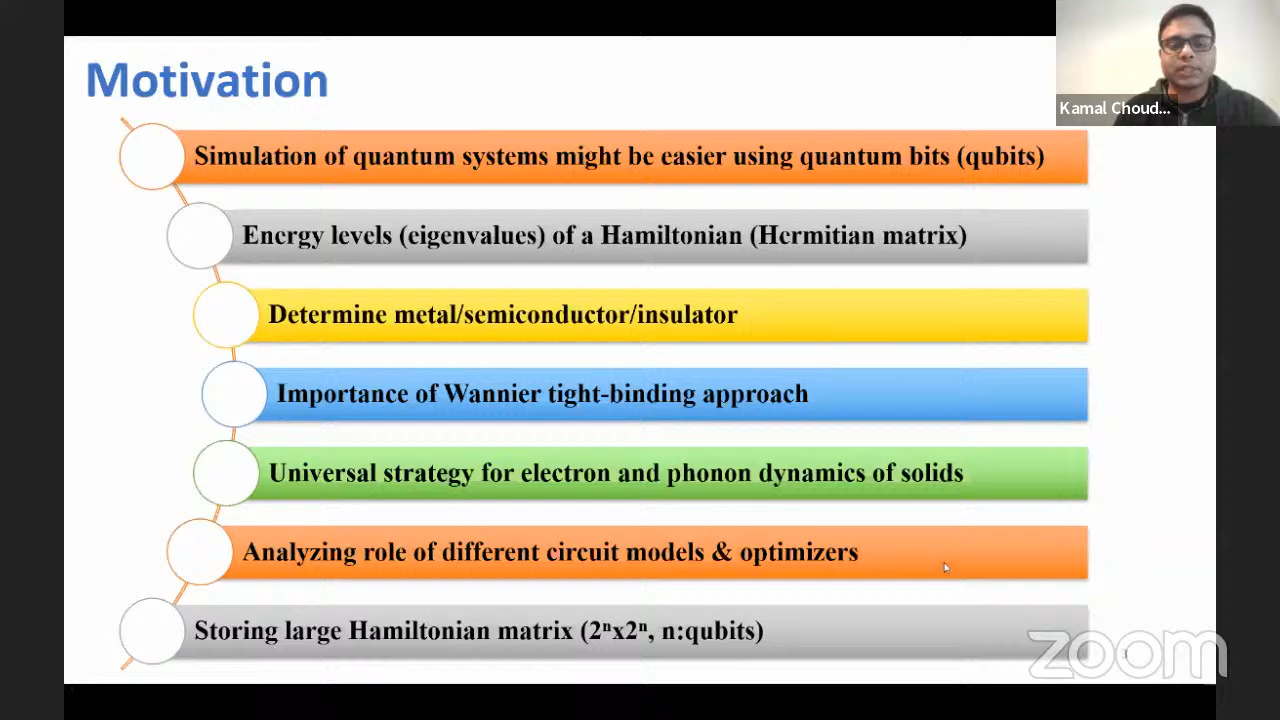 Motivation
Kamal Choud...
Simulation of quantum systems might be easier using quantum bits (qubits)
Energy levels (eigenvalues) of a Hamiltonian (Hermitian matrix)
Determine metal/semiconductor/insulator
Importance of Wannier tight-binding approach
Universal strategy for electron and phonon dynamics of solids
Analyzing role of different circuit models & optimizers
Storing large Hamiltonian matrix (2ⁿx2ⁿ, n:qubits)
zoom